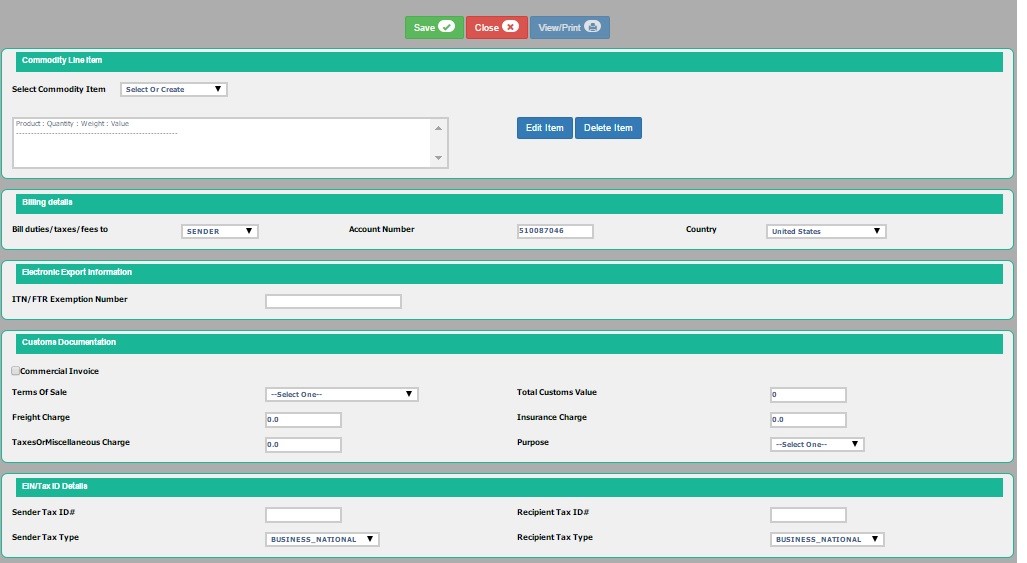 Save Close View/Print
Commodity Line Item
Select Commodity Item Select Or Create
Product : Quantity : Weight : Value
------------------------------------------------------
Edit Item Delete Item
Billing details
Bill duties/taxes/fees to SENDER Account Number 510087046 Country United States
Electronic Export Information
ITN/FTR Exemption Number
Customs Documentation
Commercial Invoice
Terms Of Sale --Select One-- Total Customs Value 0
Freight Charge 0.0 Insurance Charge 0.0
TaxesOrMiscellaneous Charge 0.0 Purpose --Select One--
EIN/Tax ID Details
Sender Tax ID# Recipient Tax ID#
Sender Tax Type BUSINESS_NATIONAL Recipient Tax Type BUSINESS_NATIONAL